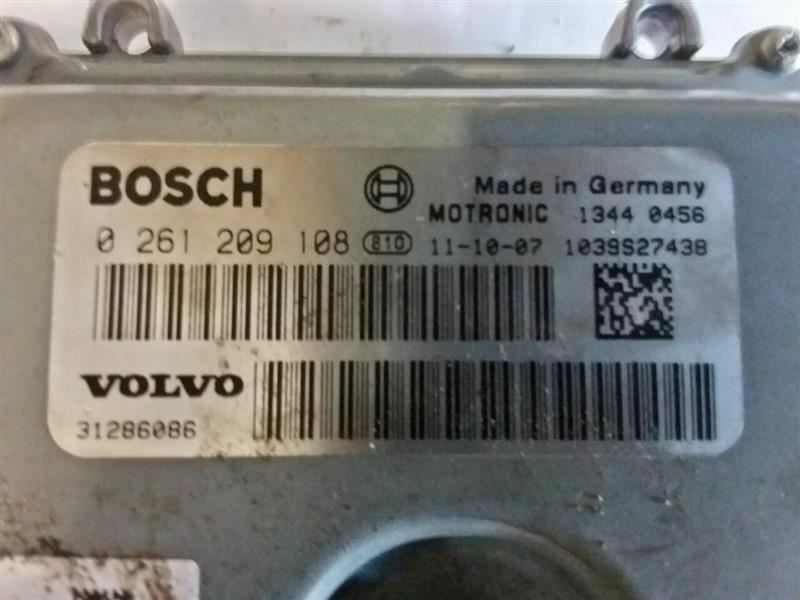 BOSCH
Made in Germany
MOTRONIC 1344 0456
0 261 209 108 810 11-10-07 1039S27438
VOLVO
31286086